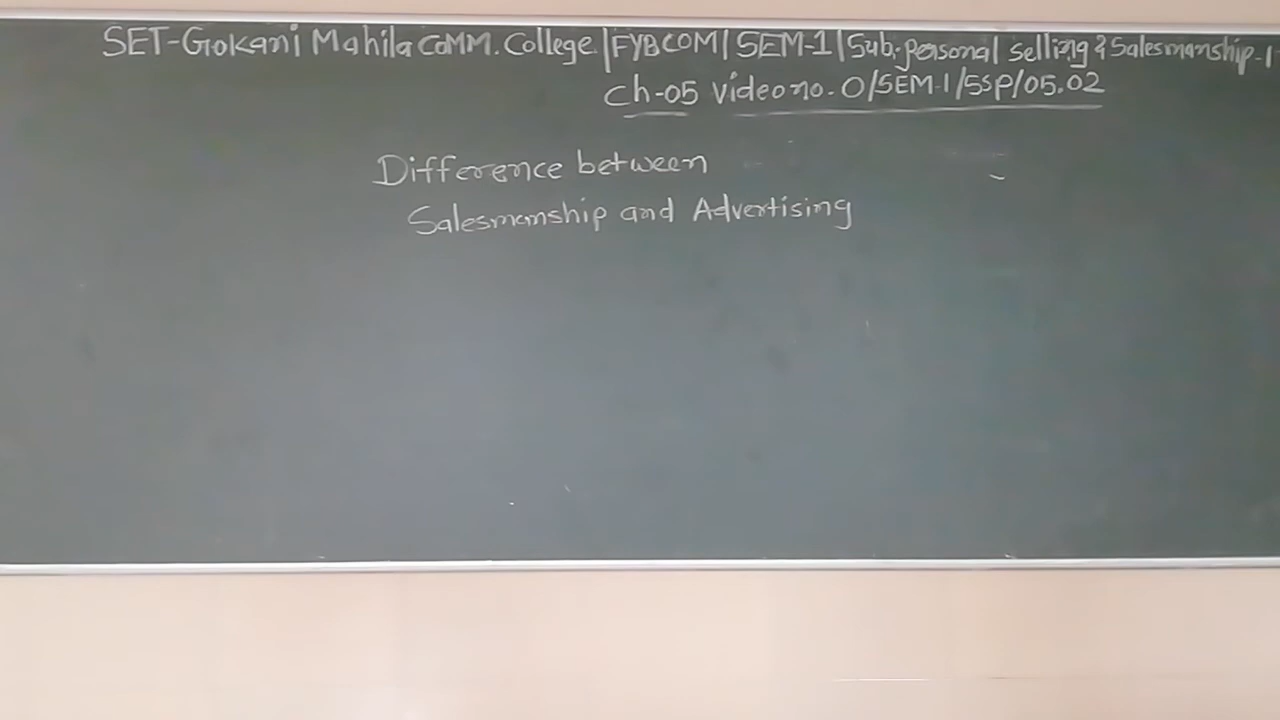 SET-Gokani Mahila COMM. College | FYBCOM | SEM-1 | Sub. personal selling & Salesmanship-1
Ch-05 Video no. O/SEM-1/SSP/05.02
Difference between
Salesmanship and Advertising